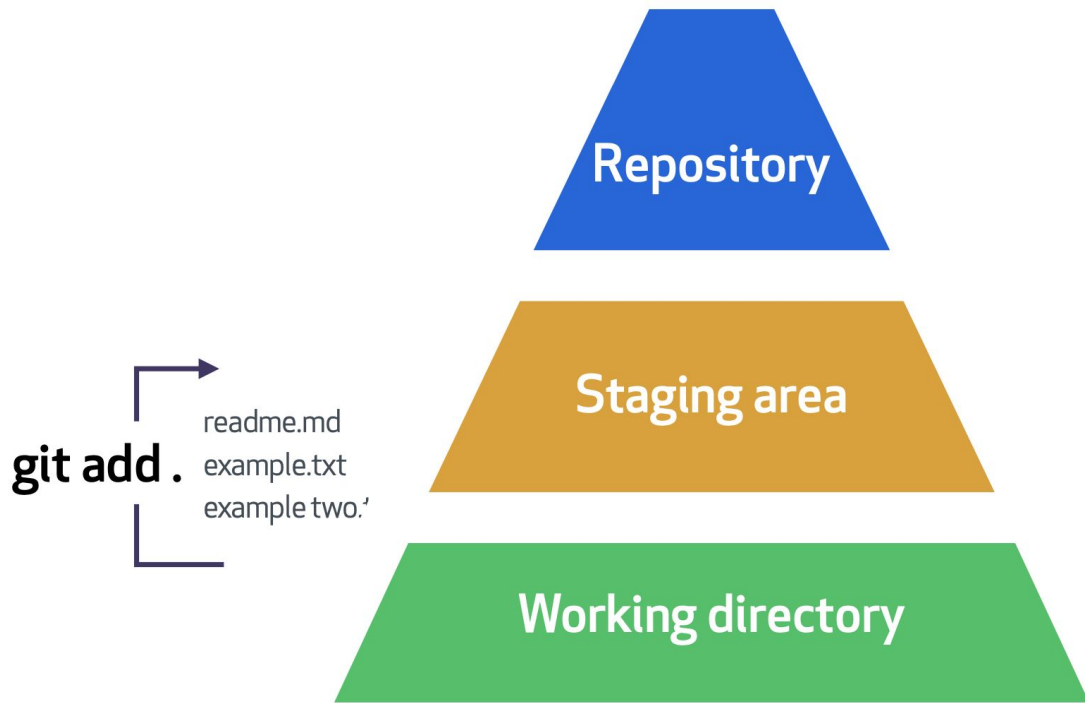 Repository
Staging area
readme.md
git add .
example.txt
example two.
Working directory